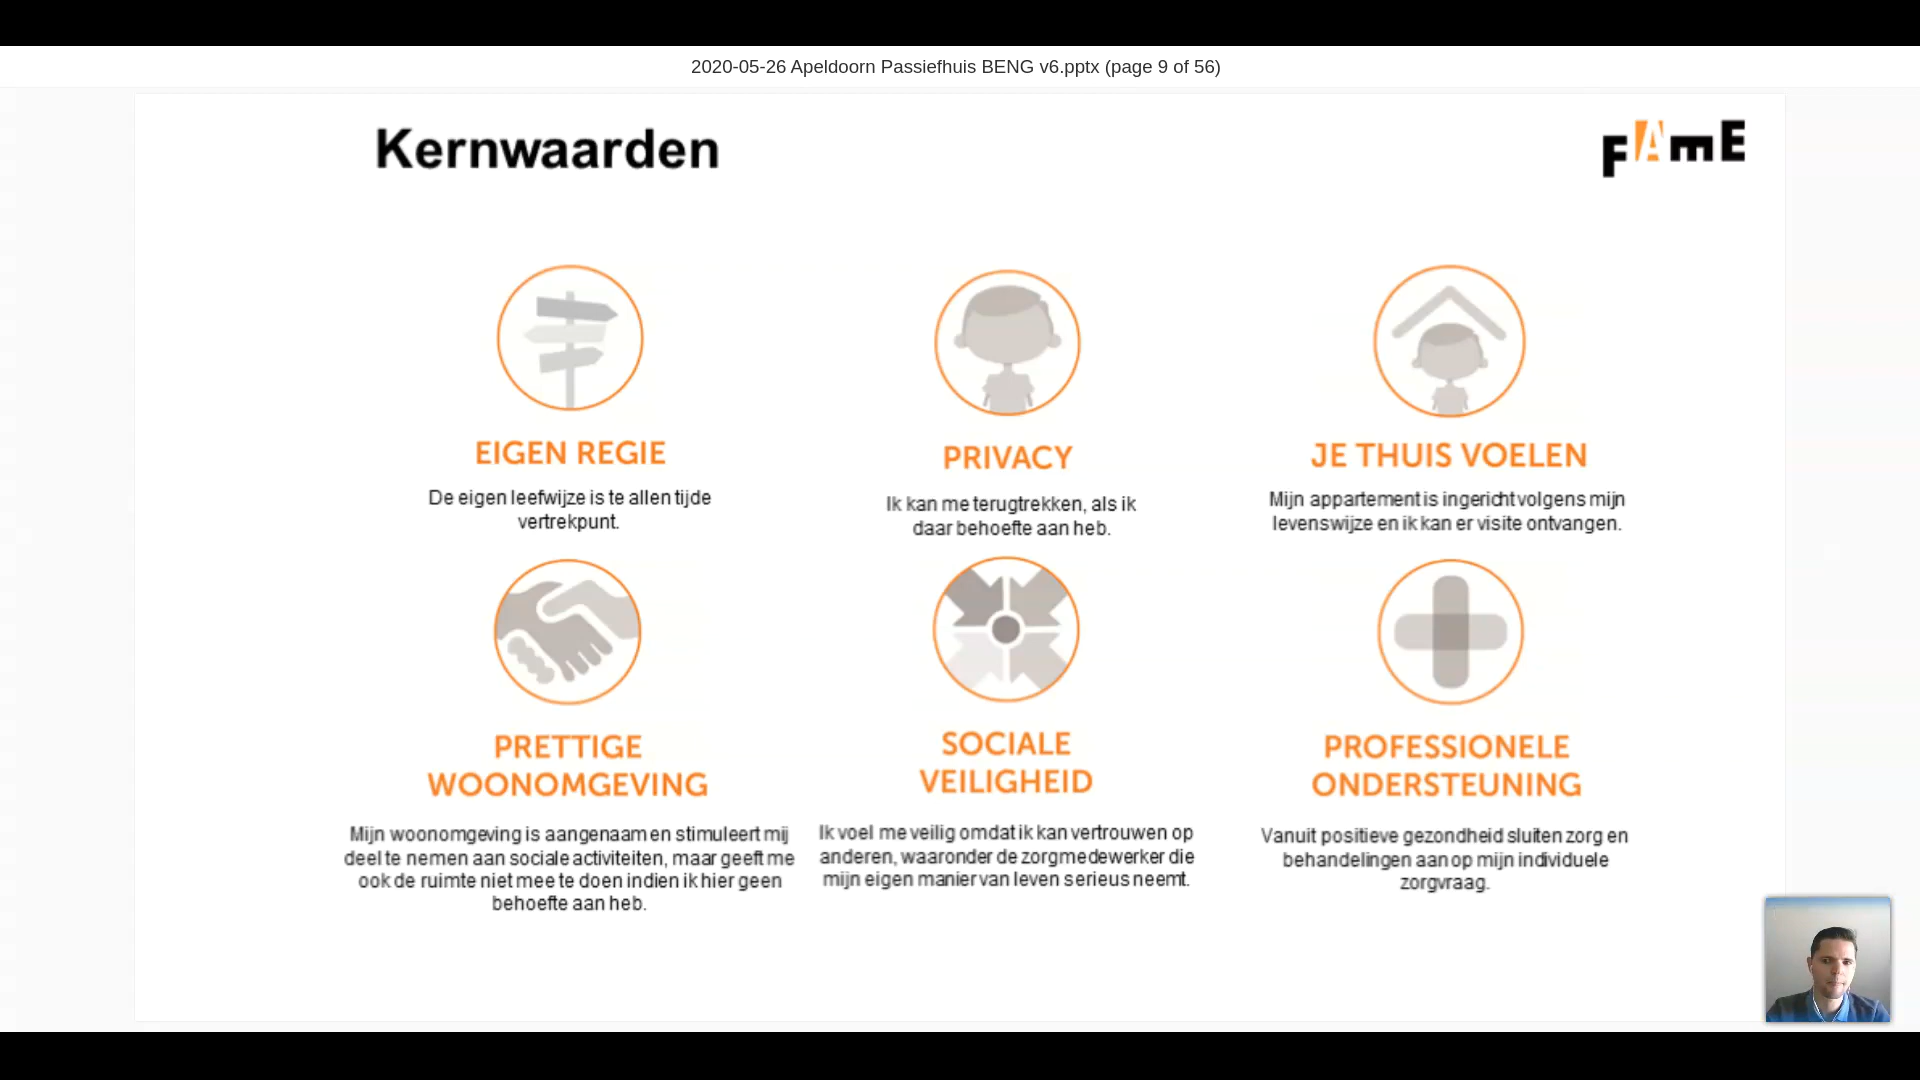 2020-05-26 Apeldoorn Passiefhuis BENG v6.pptx (page 9 of 56)
Kernwaarden
FAmE
EIGEN REGIE
De eigen leefwijze is te allen tijde
vertrekpunt.
PRIVACY
Ik kan me terugtrekken, als ik
daar behoefte aan heb.
JE THUIS VOELEN
Mijn appartement is ingericht volgens mijn
levenswijze en ik kan er visite ontvangen.
PRETTIGE
WOONOMGEVING
Mijn woonomgeving is aangenaam en stimuleert mij
deel te nemen aan sociale activiteiten, maar geeft me
ook de ruimte niet mee te doen indien ik hier geen
behoefte aan heb.
SOCIALE
VEILIGHEID
Ik voel me veilig omdat ik kan vertrouwen op
anderen, waaronder de zorgmedewerker die
mijn eigen manier van leven serieus neemt.
PROFESSIONELE
ONDERSTEUNING
Vanuit positieve gezondheid sluiten zorg en
behandelingen aan op mijn individuele
zorgvraag.